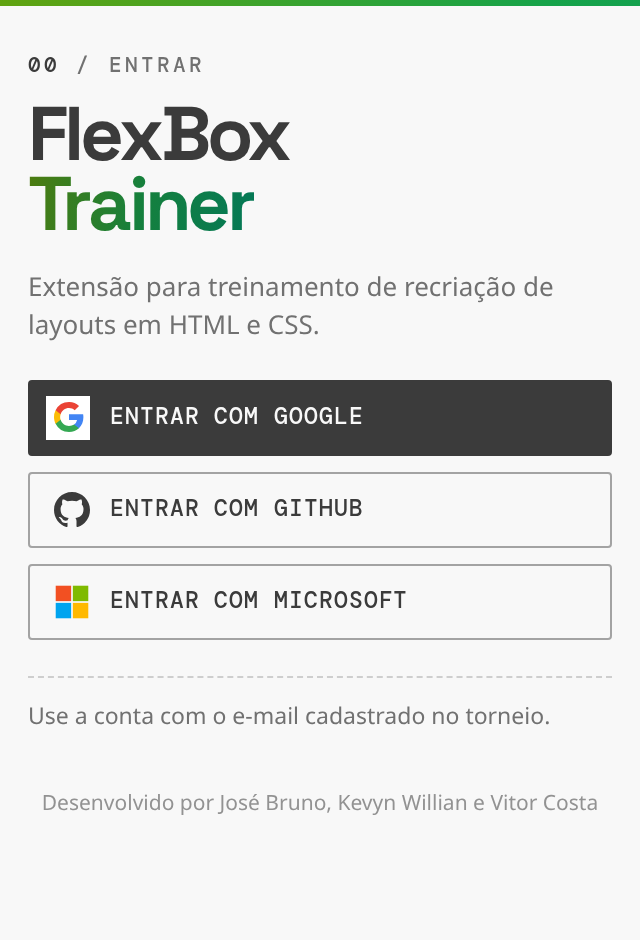 00 / ENTRAR
FlexBox
Trainer
Extensão para treinamento de recriação de
layouts em HTML e CSS.
ENTRAR COM GOOGLE
ENTRAR COM GITHUB
ENTRAR COM MICROSOFT
Use a conta com o e-mail cadastrado no torneio.
Desenvolvido por José Bruno, Kevyn Willian e Vitor Costa